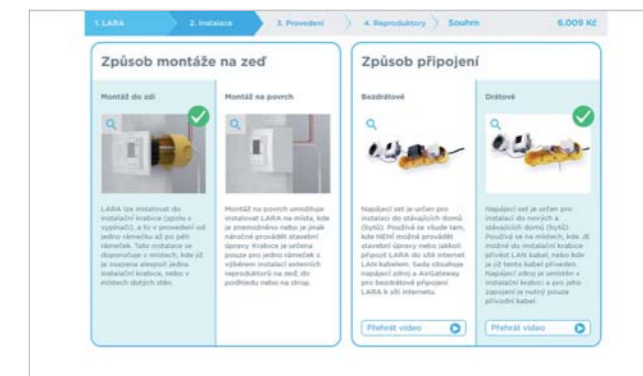 1. LARA
2. Instalace
3. Provedení
4. Reproduktory
Souhrn
6.009 Kč
Způsob montáže na zeď
Montáž do zdi
LARA lze instalovat do
instalační krabice (spolu s
vypínači), a to v provedení od
jedno rámečku až po pěti
rámeček. Tato instalace se
doporučuje v místech, kde již
je osazena alespoň jedna
instalační krabice, nebo v
místech dutých stěn.
Montáž na povrch
Montáž na povrch umožňuje
instalovat LARA na místa, kde
je znemožněno nebo je jinak
náročné provádět stavební
úpravy. Krabice je určena
pouze pro jedno rámeček s
výběrem instalací externích
reproduktorů na zeď, do
podhledu nebo na strop.
Způsob připojení
Bezdrátové
Napájecí set je určen pro
instalaci do stávajících domů
(bytů). Používá se všude tam,
kde NENÍ možné provádět
stavební úpravy nebo jakkoli
připojit LARA do sítě internet
LAN kabelem. Sada obsahuje
napájecí zdroj a AirGateway
pro bezdrátové připojení
LARA k síti internetu.
Přehrát video
Drátové
Napájecí set je určen pro
instalaci do nových a
stávajících domů (bytů).
Používá se na místech, kde JE
možné do instalační krabice
přivést LAN kabel, nebo kde
je již tento kabel přiveden.
Napájecí zdroj je umístěn v
instalační krabici a pro jeho
zapojení je nutný pouze
přívodní kabel.
Přehrát video